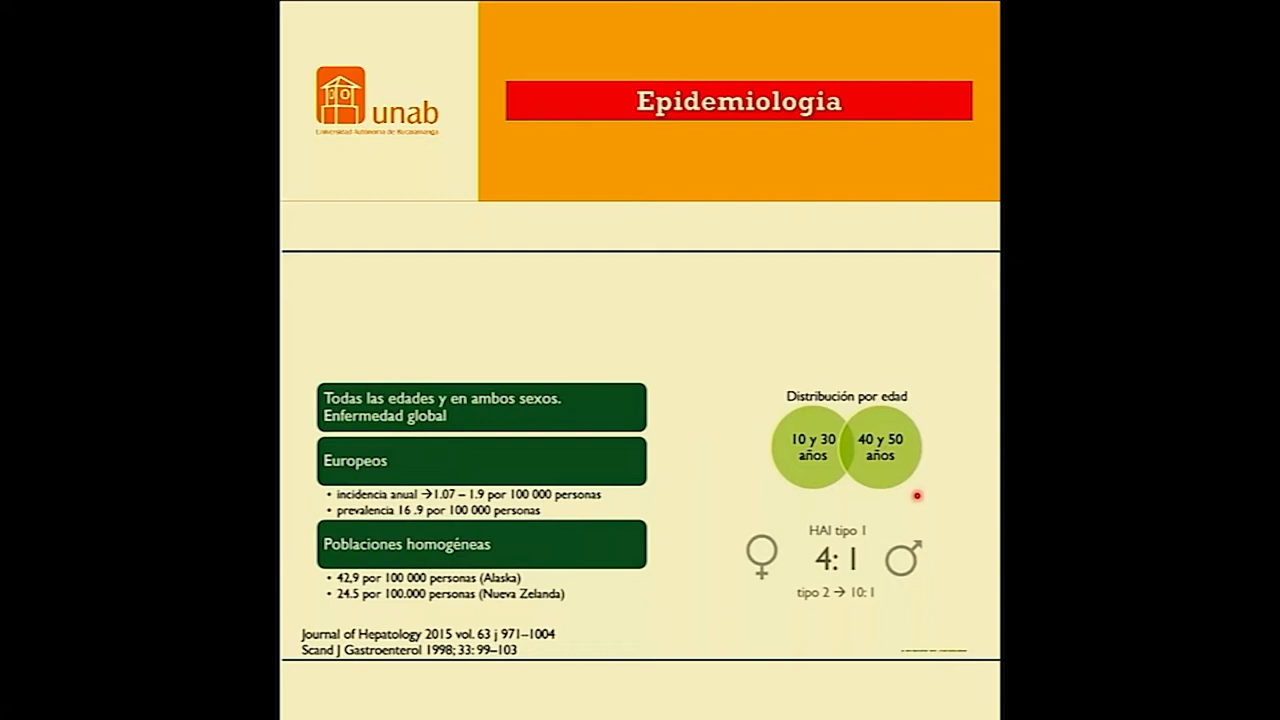 unab
Universidad Autónoma de Bucaramanga
Epidemiologia
Todas las edades y en ambos sexos.
Enfermedad global
Europeos
• incidencia anual →1.07 – 1.9 por 100 000 personas
• prevalencia 16 .9 por 100 000 personas
Poblaciones homogéneas
• 42,9 por 100 000 personas (Alaska)
• 24.5 por 100.000 personas (Nueva Zelanda)
Journal of Hepatology 2015 vol. 63 j 971–1004
Scand J Gastroenterol 1998; 33: 99–103
Distribución por edad
10 y 30
años
40 y 50
años
HAI tipo 1
4: 1
tipo 2 → 10: 1